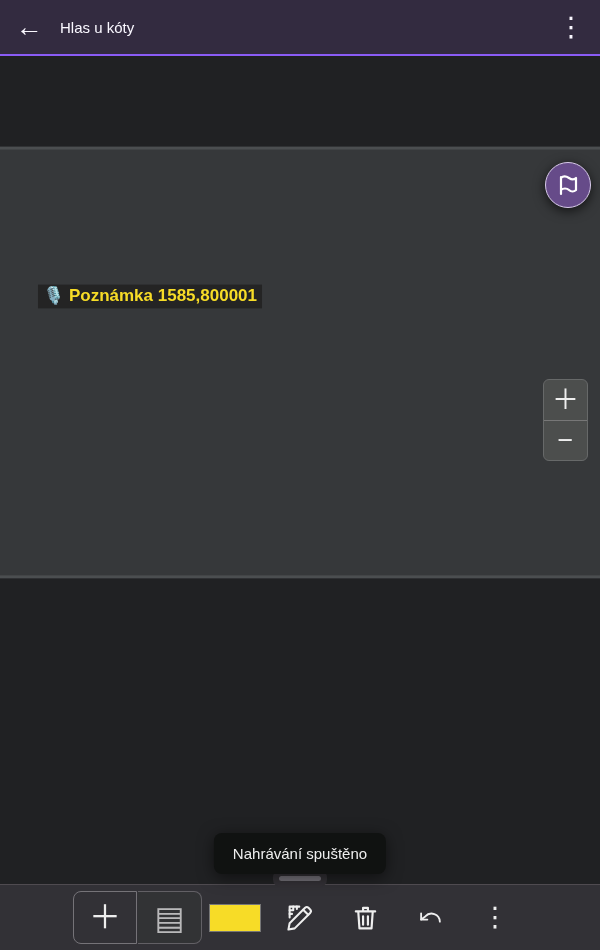 Hlas u kóty
Poznámka 1585,800001
Nahrávání spuštěno